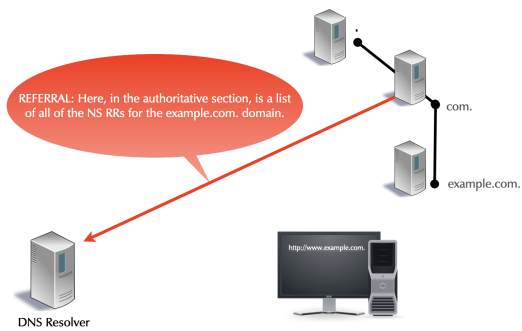 .
REFERRAL: Here, in the authoritative section, is a list
of all of the NS RRs for the example.com. domain.
com.
example.com.
http://www.example.com.
DNS Resolver